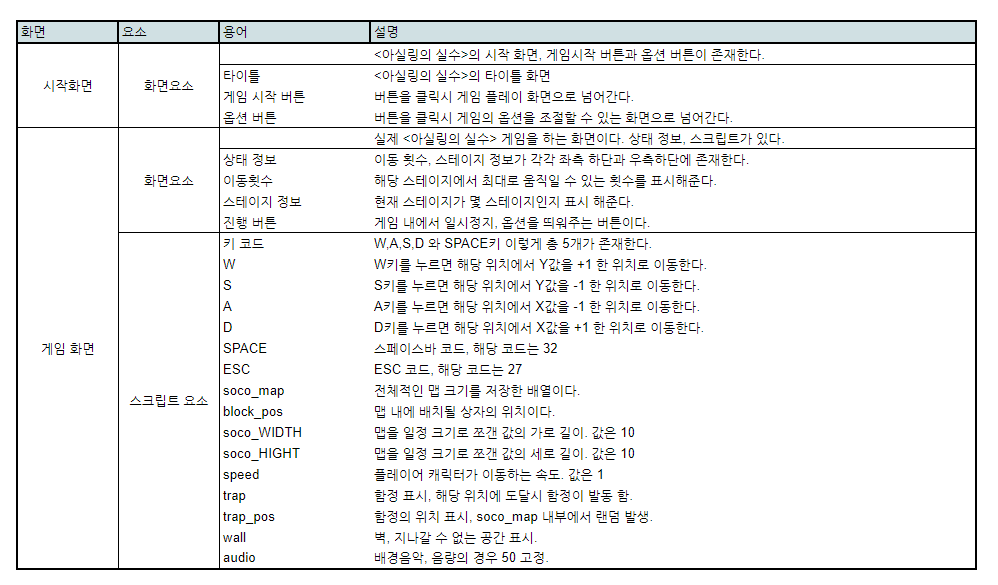 화면 요소 용어 설명
시작화면 화면요소 <아실링의 실수>의 시작 화면, 게임시작 버튼과 옵션 버튼이 존재한다.
타이틀 <아실링의 실수>의 타이틀 화면
게임 시작 버튼 버튼을 클릭시 게임 플레이 화면으로 넘어간다.
옵션 버튼 버튼을 클릭시 게임의 옵션을 조절할 수 있는 화면으로 넘어간다.
게임 화면 화면요소 실제 <아실링의 실수> 게임을 하는 화면이다. 상태 정보, 스크립트가 있다.
상태 정보 이동 횟수, 스테이지 정보가 각각 좌측 하단과 우측하단에 존재한다.
이동횟수 해당 스테이지에서 최대로 움직일 수 있는 횟수를 표시해준다.
스테이지 정보 현재 스테이지가 몇 스테이지인지 표시 해준다.
진행 버튼 게임 내에서 일시정지, 옵션을 띄워주는 버튼이다.
스크립트 요소 키 코드 W,A,S,D 와 SPACE키 이렇게 총 5개가 존재한다.
W W키를 누르면 해당 위치에서 Y값을 +1 한 위치로 이동한다.
S S키를 누르면 해당 위치에서 Y값을 -1 한 위치로 이동한다.
A A키를 누르면 해당 위치에서 X값을 -1 한 위치로 이동한다.
D D키를 누르면 해당 위치에서 X값을 +1 한 위치로 이동한다.
SPACE 스페이스바 코드, 해당 코드는 32
ESC ESC 코드, 해당 코드는 27
soco_map 전체적인 맵 크기를 저장한 배열이다.
block_pos 맵 내에 배치될 상자의 위치이다.
soco_WIDTH 맵을 일정 크기로 쪼갠 값의 가로 길이. 값은 10
soco_HIGHT 맵을 일정 크기로 쪼갠 값의 세로 길이. 값은 10
speed 플레이어 캐릭터가 이동하는 속도. 값은 1
trap 함정 표시, 해당 위치에 도달시 함정이 발동 함.
trap_pos 함정의 위치 표시, soco_map 내부에서 랜덤 발생.
wall 벽, 지나갈 수 없는 공간 표시.
audio 배경음악, 음량의 경우 50 고정.